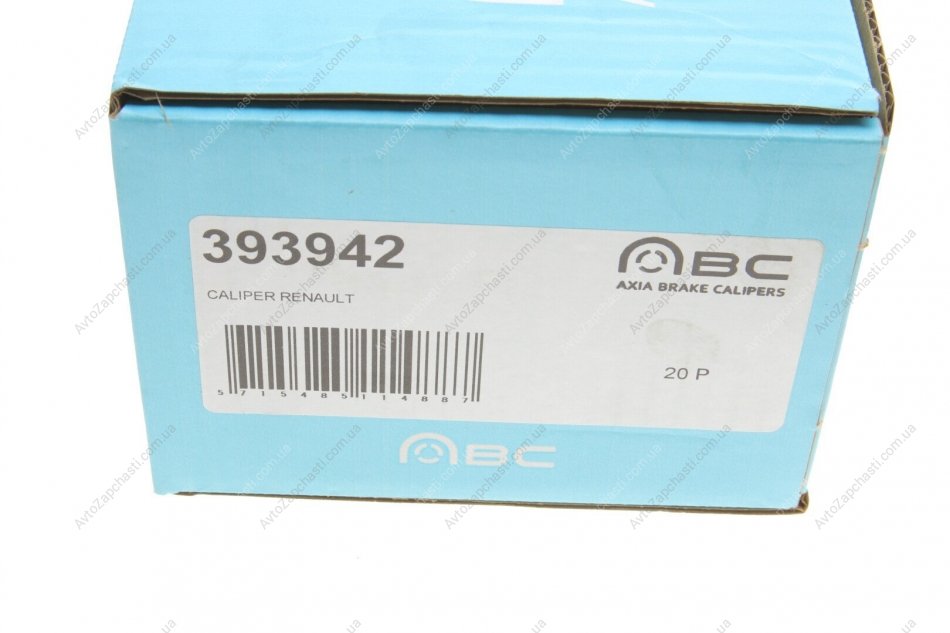 393942
ABC
AXIA BRAKE CALIPERS
CALIPER RENAULT
5715485114887
20 P
ABC
AvtoZapchasti.com.ua